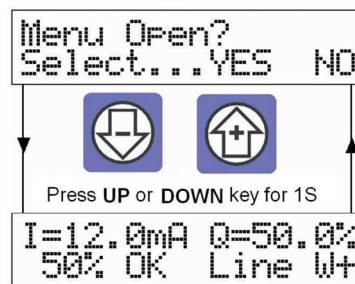 Menu Open?
Select...YES NO
Press UP or DOWN key for 1S
I=12.0mA Q=50.0%
50% OK Line W+